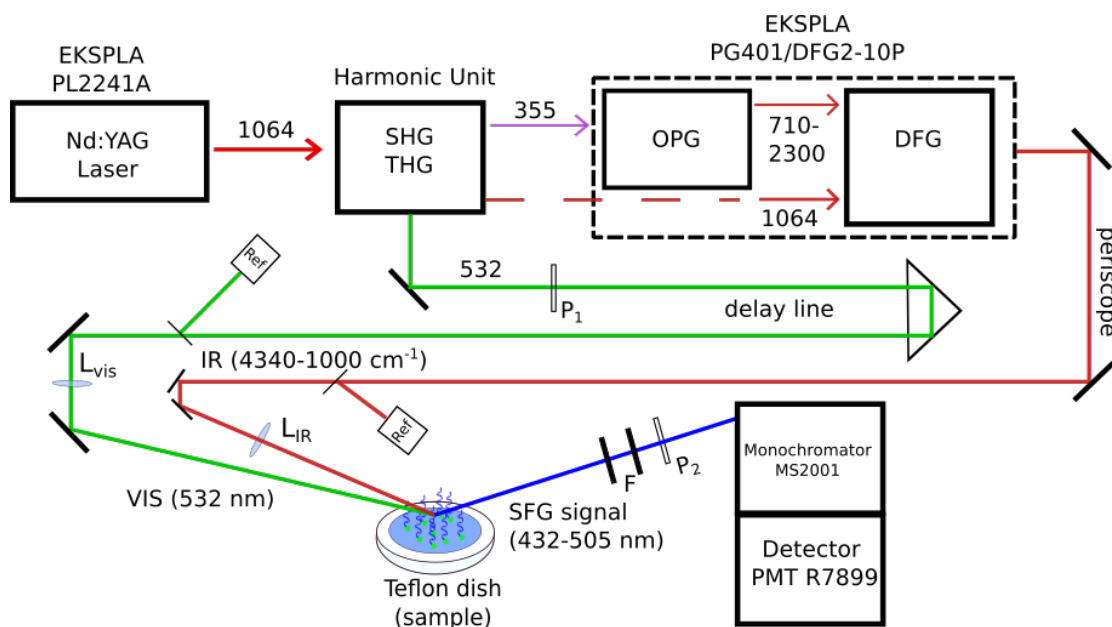 EKSPLA
PL2241A
Nd:YAG
Laser
1064
Harmonic Unit
SHG
THG
355
EKSPLA
PG401/DFG2-10P
OPG
710-
2300
1064
DFG
periscope
Ref
532
P₁
delay line
Lvis
IR (4340-1000 cm⁻¹)
Ref
LIR
VIS (532 nm)
F
P₂
SFG signal
(432-505 nm)
Teflon dish
(sample)
Monochromator
MS2001
Detector
PMT R7899